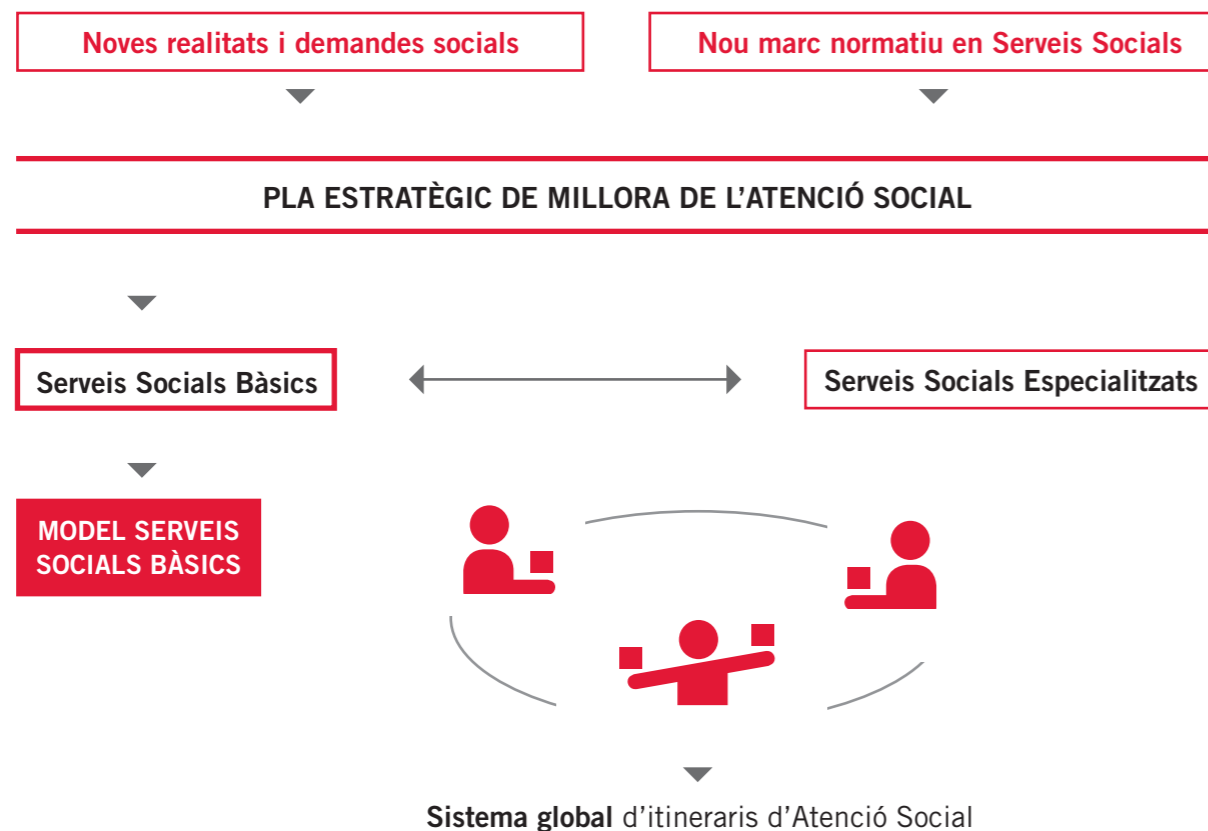 Noves realitats i demandes socials
Nou marc normatiu en Serveis Socials
PLA ESTRATÈGIC DE MILLORA DE L’ATENCIÓ SOCIAL
Serveis Socials Bàsics
Serveis Socials Especialitzats
MODEL SERVEIS
SOCIALS BÀSICS
Sistema global d’itineraris d’Atenció Social